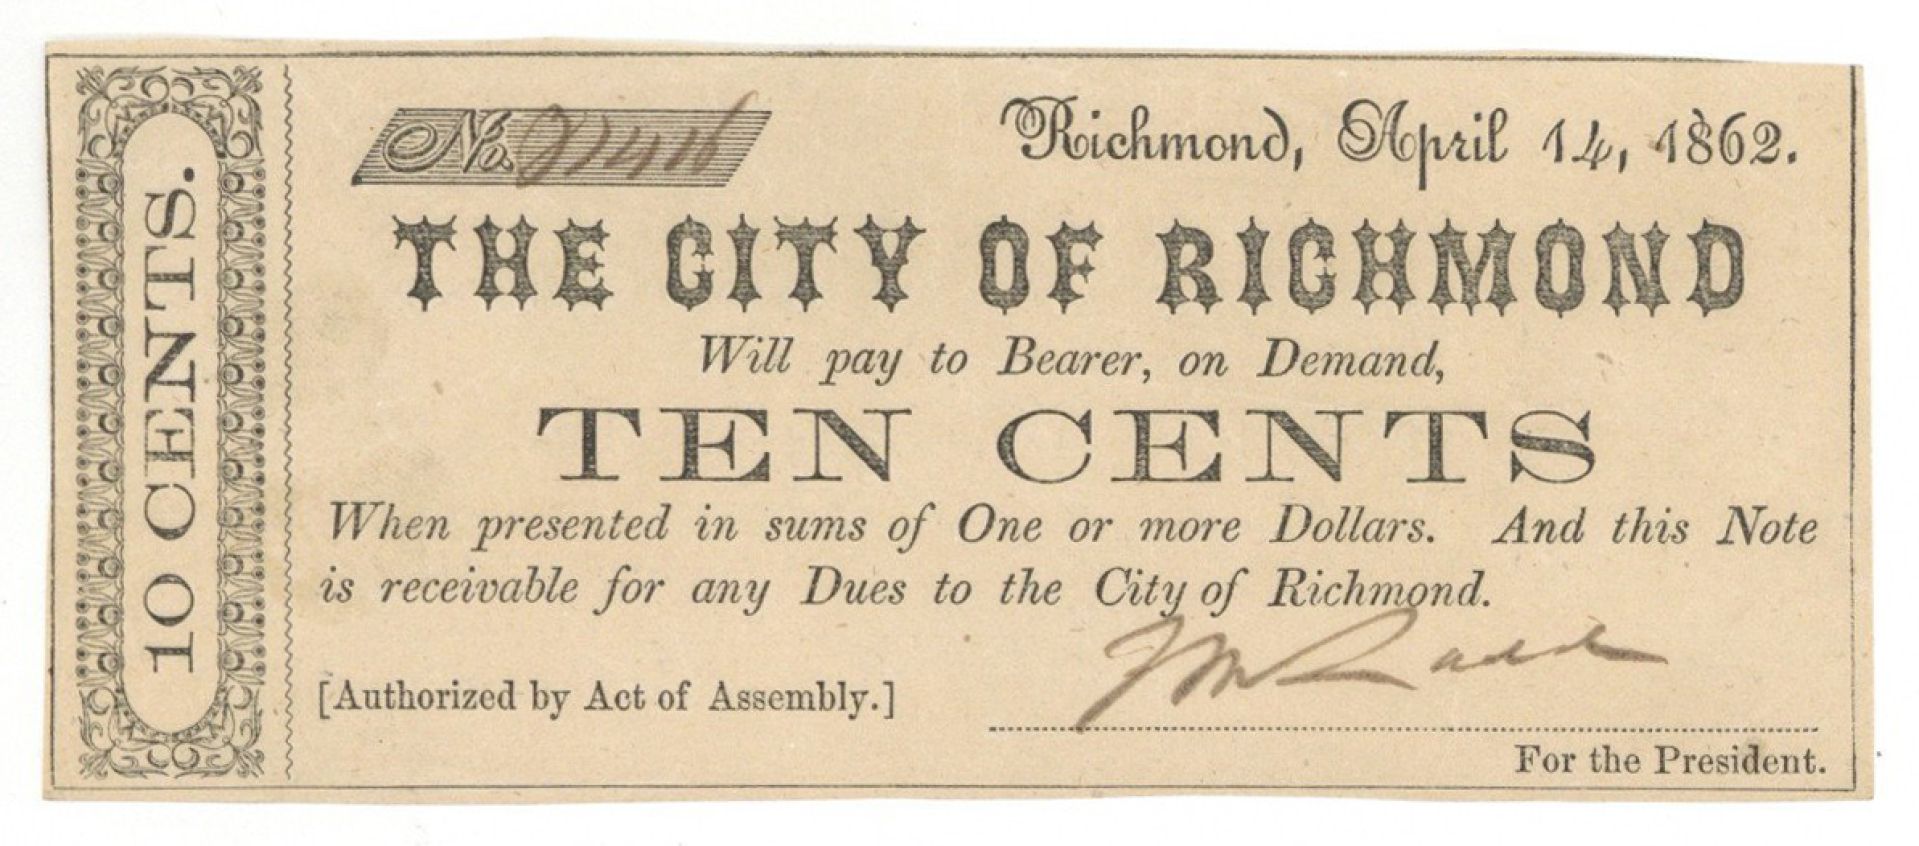 10 CENTS.
No. 27416
Richmond, April 14, 1862.
THE CITY OF RICHMOND
Will pay to Bearer, on Demand,
TEN CENTS
When presented in sums of One or more Dollars. And this Note
is receivable for any Dues to the City of Richmond.
[Authorized by Act of Assembly.]
For the President.